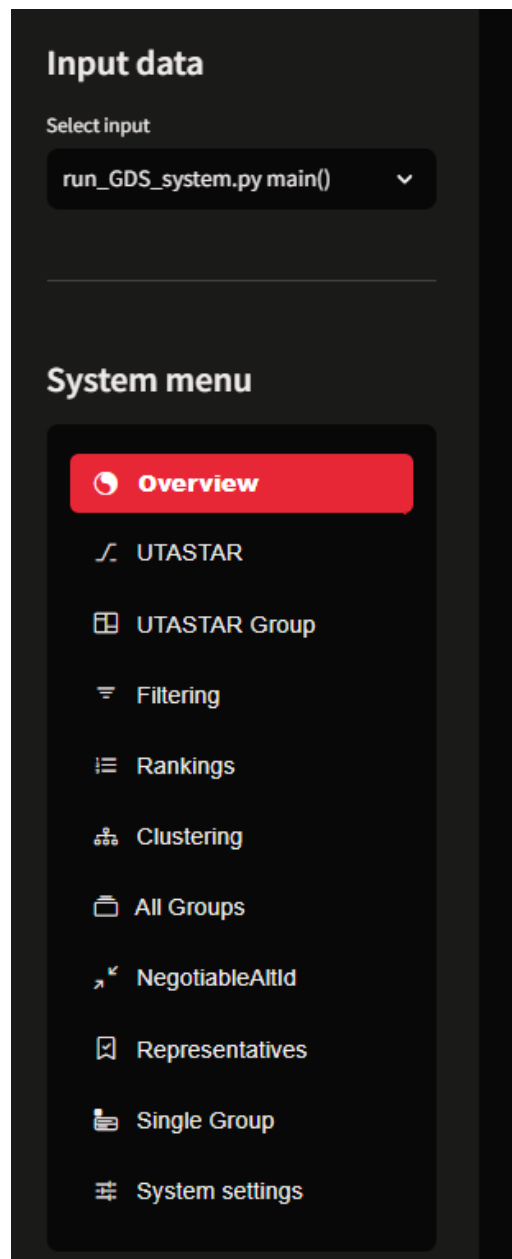 Input data
Select input
run_GDS_system.py main()
System menu
Overview
UTASTAR
UTASTAR Group
Filtering
Rankings
Clustering
All Groups
NegotiableAltId
Representatives
Single Group
System settings